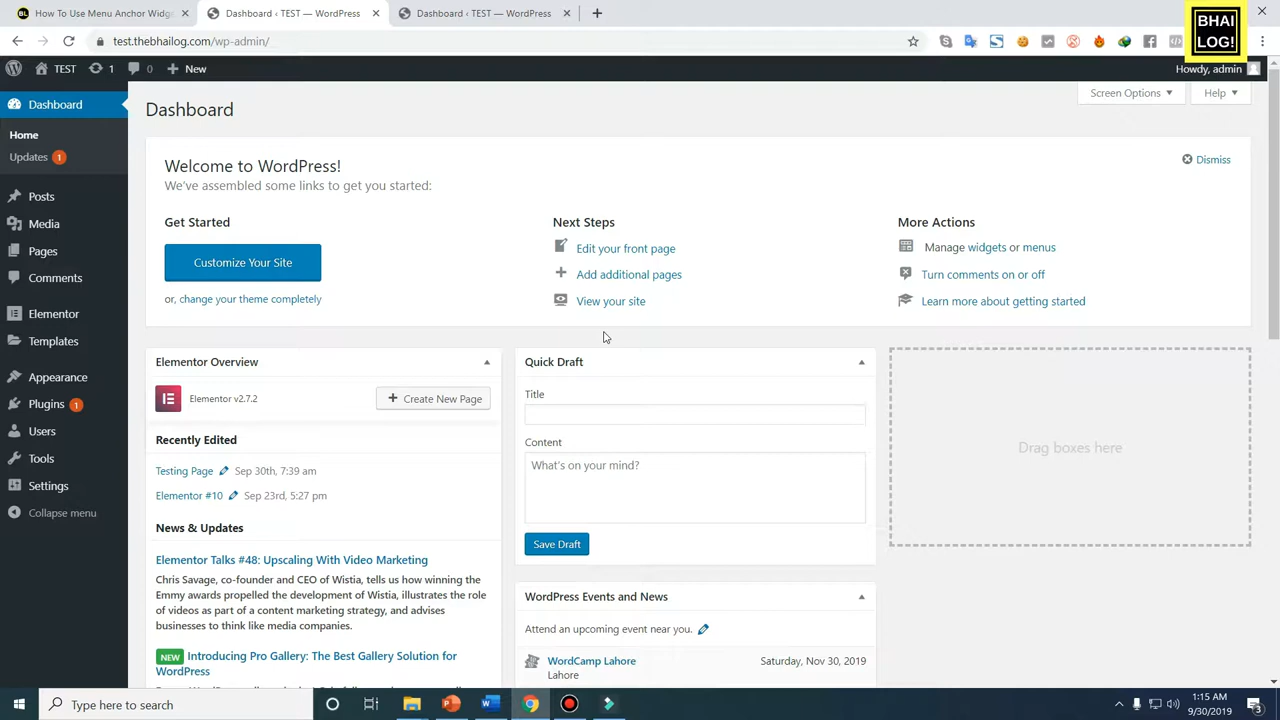 How To Use Menu Anchor Widg
Dashboard ‹ TEST — WordPress
Dashboard ‹ TEST — WordPress
BHAI LOG!
test.thebhailog.com/wp-admin/
TEST
1
0
New
Howdy, admin
Dashboard
Home
Updates 1
Posts
Media
Pages
Comments
Elementor
Templates
Appearance
Plugins 1
Users
Tools
Settings
Collapse menu
Dashboard
Screen Options
Help
Welcome to WordPress!
We've assembled some links to get you started:
Dismiss
Get Started
Customize Your Site
or, change your theme completely
Next Steps
Edit your front page
Add additional pages
View your site
More Actions
Manage widgets or menus
Turn comments on or off
Learn more about getting started
Elementor Overview
Elementor v2.7.2
Create New Page
Recently Edited
Testing Page Sep 30th, 7:39 am
Elementor #10 Sep 23rd, 5:27 pm
News & Updates
Elementor Talks #48: Upscaling With Video Marketing
Chris Savage, co-founder and CEO of Wistia, tells us how winning the
Emmy awards propelled the development of Wistia, illustrates the role
of videos as part of a content marketing strategy, and advises
businesses to think like media companies.
NEW Introducing Pro Gallery: The Best Gallery Solution for
WordPress
Quick Draft
Title
Content
What's on your mind?
Save Draft
WordPress Events and News
Attend an upcoming event near you.
WordCamp Lahore
Saturday, Nov 30, 2019
Lahore
Drag boxes here
Type here to search
1:15 AM
9/30/2019
3